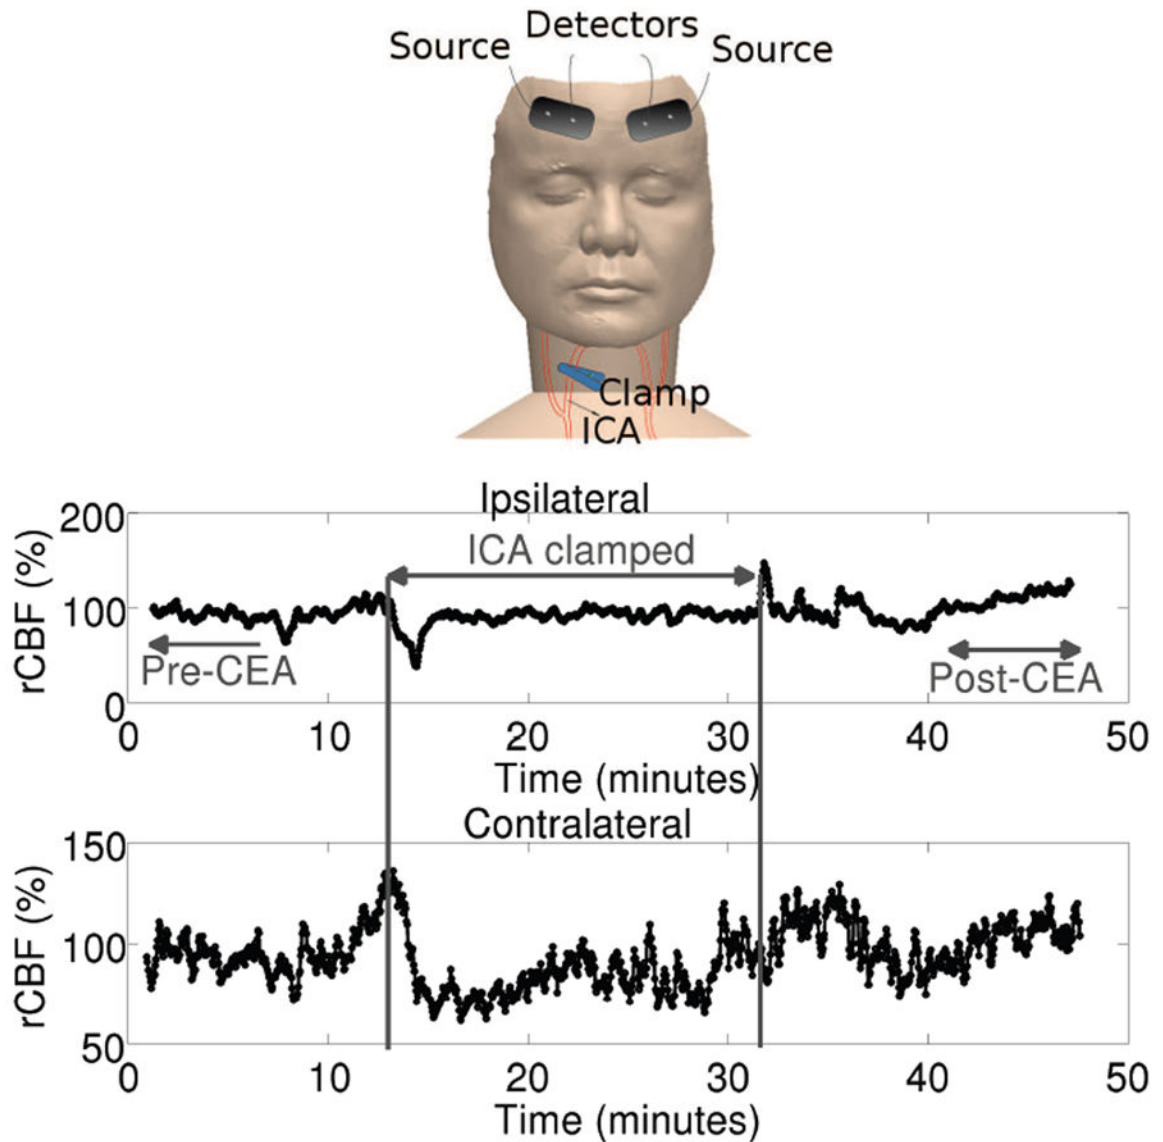 Detectors
Source
Source
Clamp
ICA
Ipsilateral
ICA clamped
Pre-CEA
Post-CEA
rCBF (%)
200
100
0
0 10 20 30 40 50
Time (minutes)
Contralateral
rCBF (%)
150
100
50
0 10 20 30 40 50
Time (minutes)